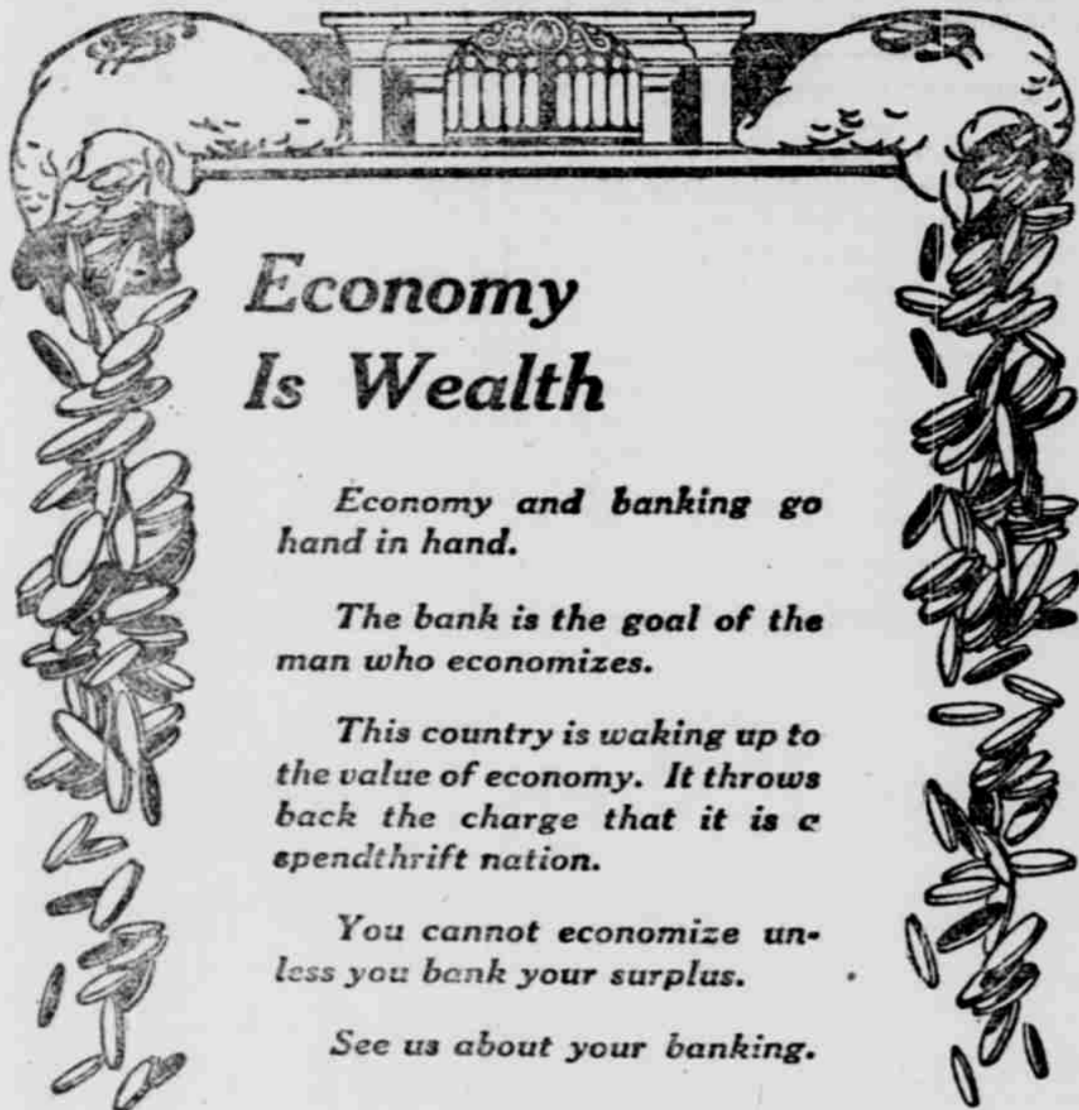 Economy
Is Wealth
Economy and banking go
hand in hand.
The bank is the goal of the
man who economizes.
This country is waking up to
the value of economy. It throws
back the charge that it is a
spendthrift nation.
You cannot economize un-
less you bank your surplus.
See us about your banking.